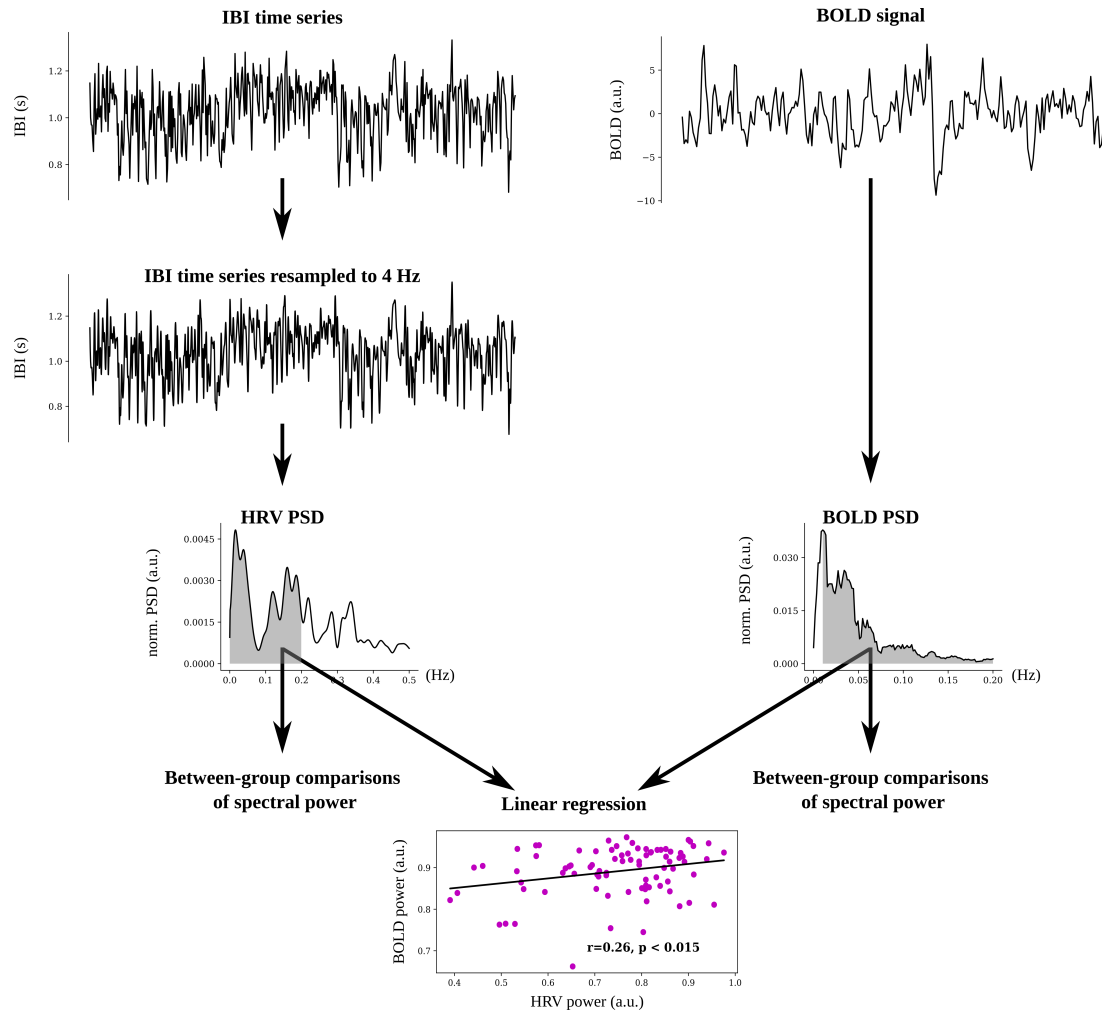 IBI time series
BOLD signal
1.2
1.0
0.8
IBI (s)
5
0
−5
−10
BOLD (a.u.)
IBI time series resampled to 4 Hz
1.2
1.0
0.8
IBI (s)
HRV PSD
0.0045
0.0030
0.0015
0.0000
norm. PSD (a.u.)
0.0 0.1 0.2 0.3 0.4 0.5 (Hz)
BOLD PSD
0.030
0.015
0.000
norm. PSD (a.u.)
0.00 0.05 0.10 0.15 0.20 (Hz)
Between-group comparisons
of spectral power
Between-group comparisons
of spectral power
Linear regression
0.9
0.8
0.7
BOLD power (a.u.)
r=0.26, p < 0.015
0.4 0.5 0.6 0.7 0.8 0.9 1.0
HRV power (a.u.)